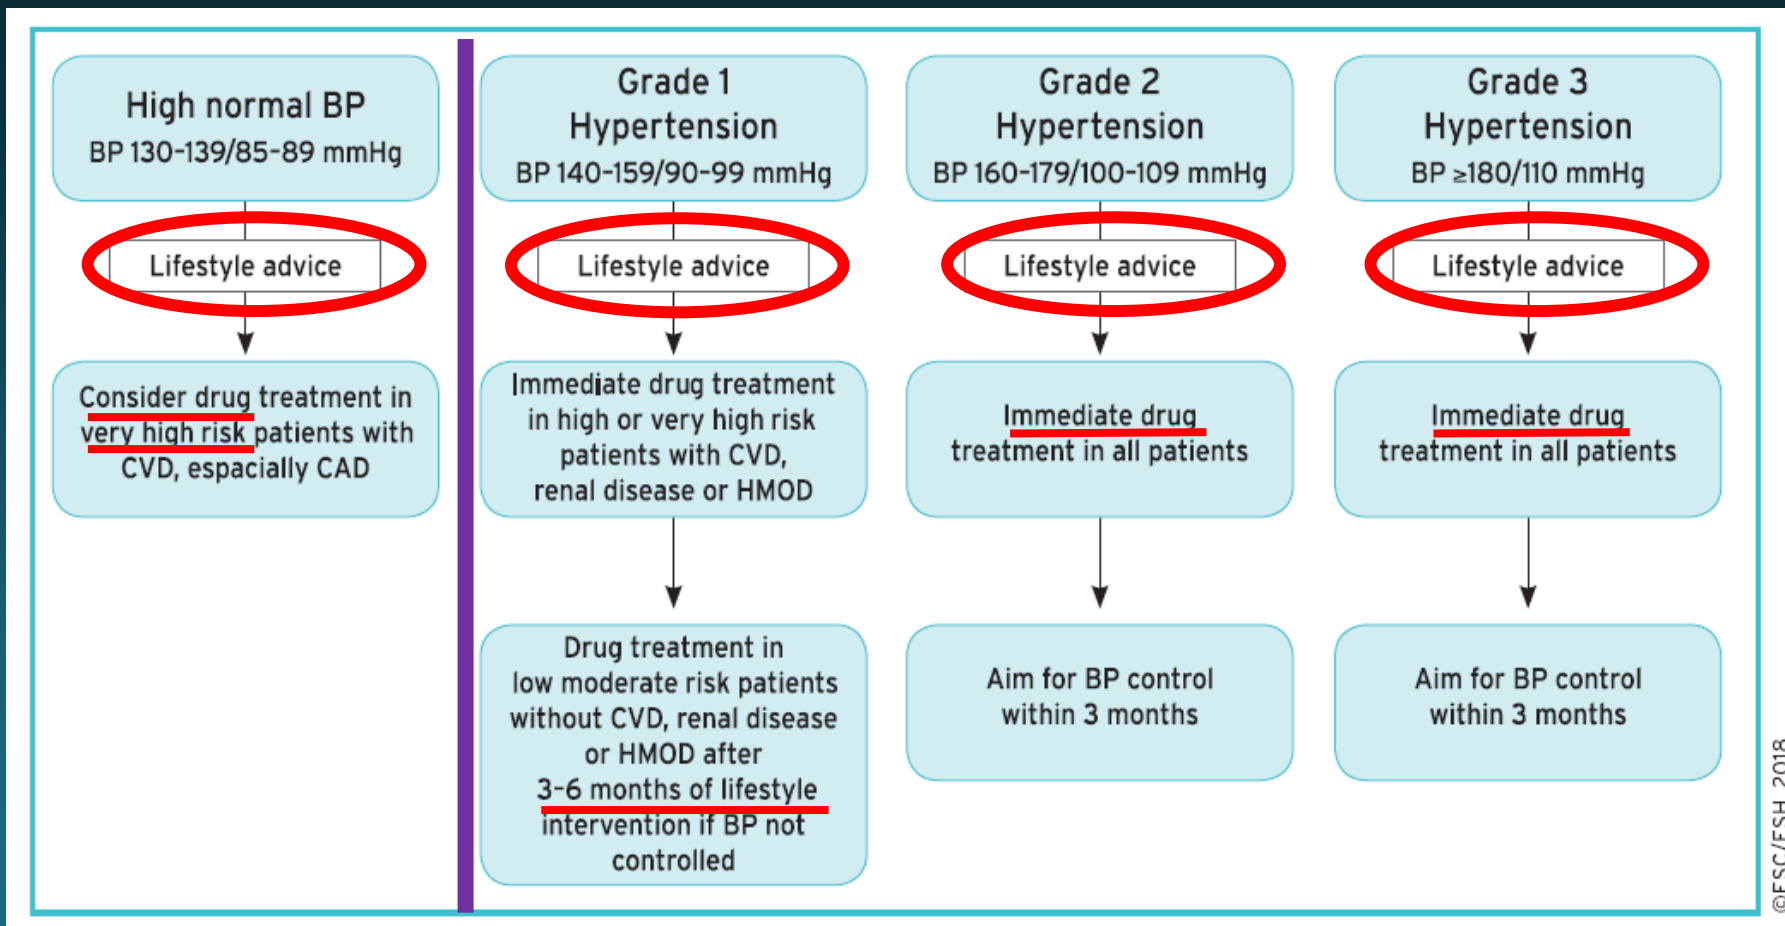 High normal BP
BP 130-139/85-89 mmHg
Lifestyle advice
Consider drug treatment in
very high risk patients with
CVD, espacially CAD
Grade 1
Hypertension
BP 140-159/90-99 mmHg
Lifestyle advice
Immediate drug treatment
in high or very high risk
patients with CVD,
renal disease or HMOD
Drug treatment in
low moderate risk patients
without CVD, renal disease
or HMOD after
3-6 months of lifestyle
intervention if BP not
controlled
Grade 2
Hypertension
BP 160-179/100-109 mmHg
Lifestyle advice
Immediate drug
treatment in all patients
Aim for BP control
within 3 months
Grade 3
Hypertension
BP ≥180/110 mmHg
Lifestyle advice
Immediate drug
treatment in all patients
Aim for BP control
within 3 months
©ESC/ESH 2018